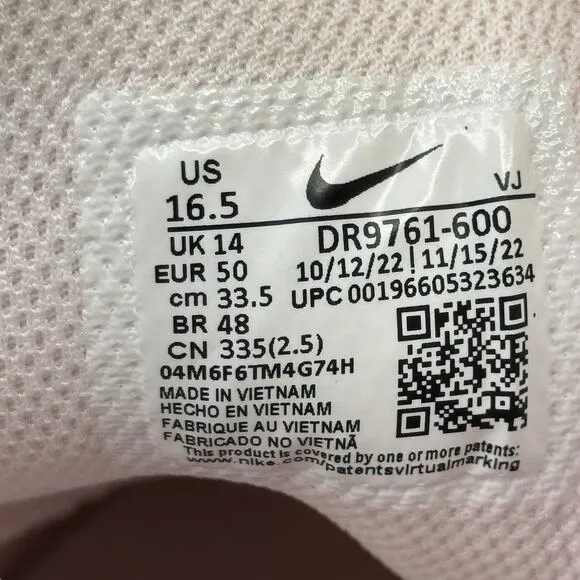 US
16.5
VJ
UK 14
DR9761-600
EUR 50
10/12/22 ! 11/15/22
cm 33.5
UPC 00196605323634
BR 48
CN 335(2.5)
04M6F6TM4G74H
MADE IN VIETNAM
HECHO EN VIETNAM
FABRIQUE AU VIETNAM
FABRICADO NO VIETNÃ
This product is covered by one or more patents:
www.nike.com/patentsvirtualmarking